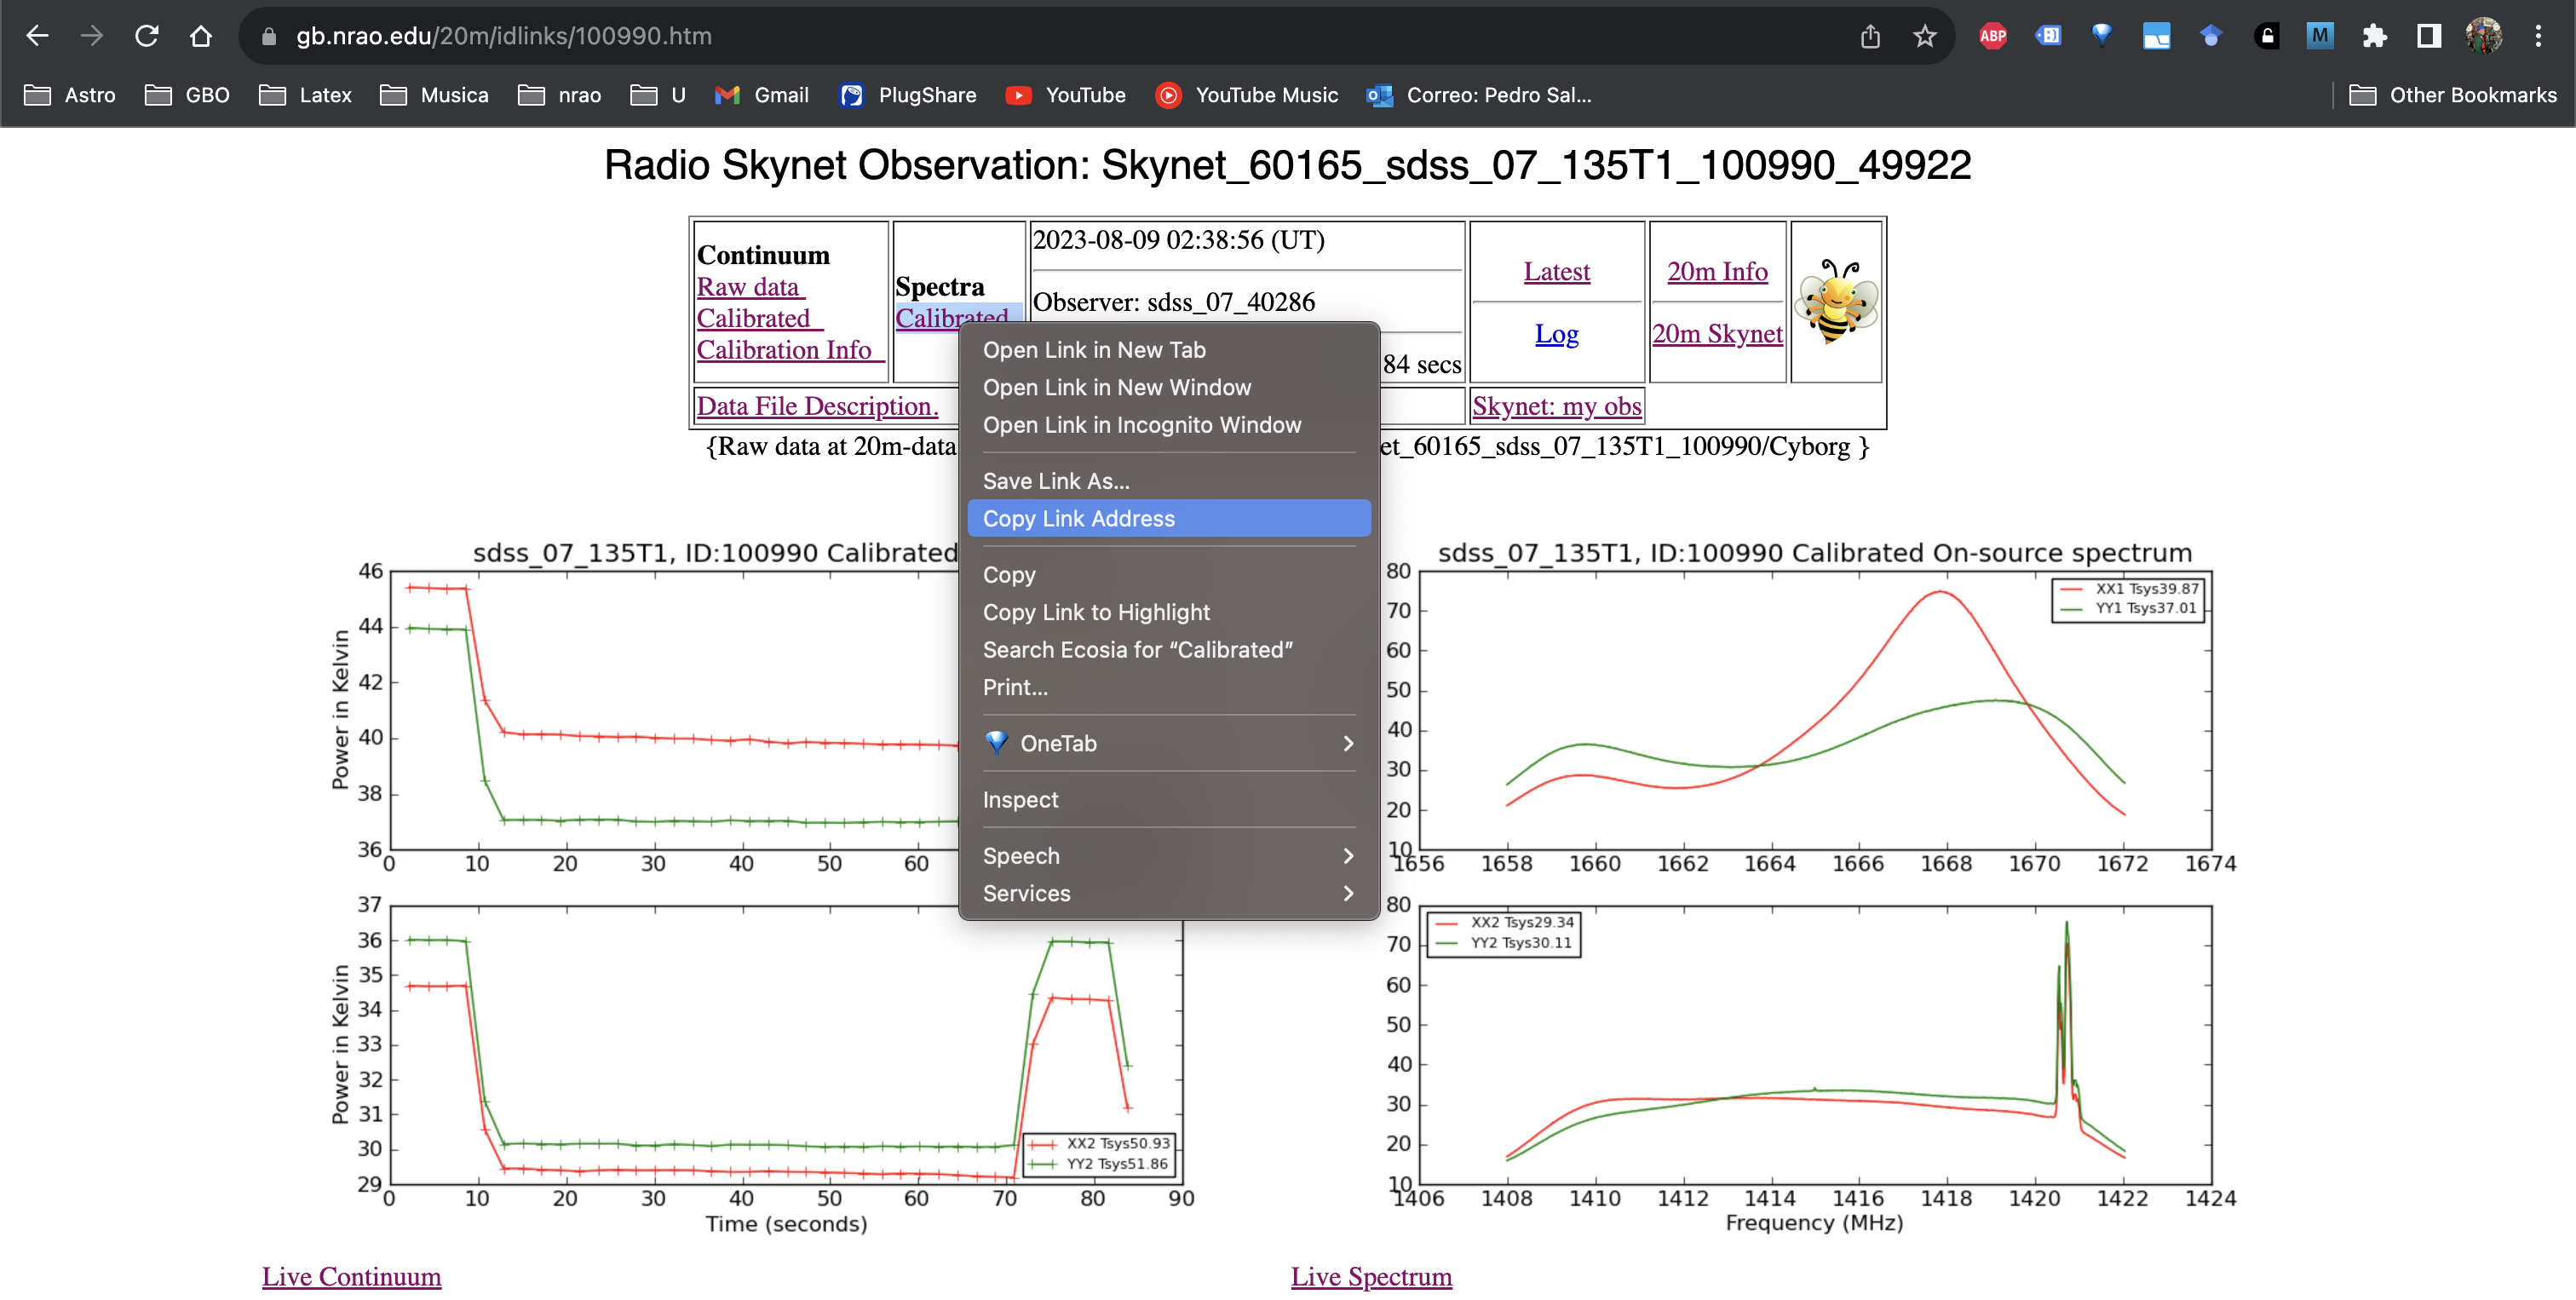 gb.nrao.edu/20m/idlinks/100990.htm
ABP
M
Astro GBO Latex Musica nrao U Gmail PlugShare YouTube YouTube Music Correo: Pedro Sal... Other Bookmarks
Radio Skynet Observation: Skynet_60165_sdss_07_135T1_100990_49922
Continuum
Raw data
Calibrated
Calibration Info
Spectra
Calibrated
2023-08-09 02:38:56 (UT)
Observer: sdss_07_40286
84 secs
Latest
Log
20m Info
20m Skynet
Data File Description.
Skynet: my obs
{Raw data at 20m-data
et_60165_sdss_07_135T1_100990/Cyborg }
Open Link in New Tab
Open Link in New Window
Open Link in Incognito Window
Save Link As...
Copy Link Address
Copy
Copy Link to Highlight
Search Ecosia for “Calibrated”
Print...
OneTab
Inspect
Speech
Services
sdss_07_135T1, ID:100990 Calibrated
Power in Kelvin
46
44
42
40
38
36
0 10 20 30 40 50 60
sdss_07_135T1, ID:100990 Calibrated On-source spectrum
XX1 Tsys39.87
YY1 Tsys37.01
80
70
60
50
40
30
20
10
1656 1658 1660 1662 1664 1666 1668 1670 1672 1674
Power in Kelvin
37
36
35
34
33
32
31
30
29
XX2 Tsys50.93
YY2 Tsys51.86
0 10 20 30 40 50 60 70 80 90
Time (seconds)
XX2 Tsys29.34
YY2 Tsys30.11
80
70
60
50
40
30
20
10
1406 1408 1410 1412 1414 1416 1418 1420 1422 1424
Frequency (MHz)
Live Continuum
Live Spectrum